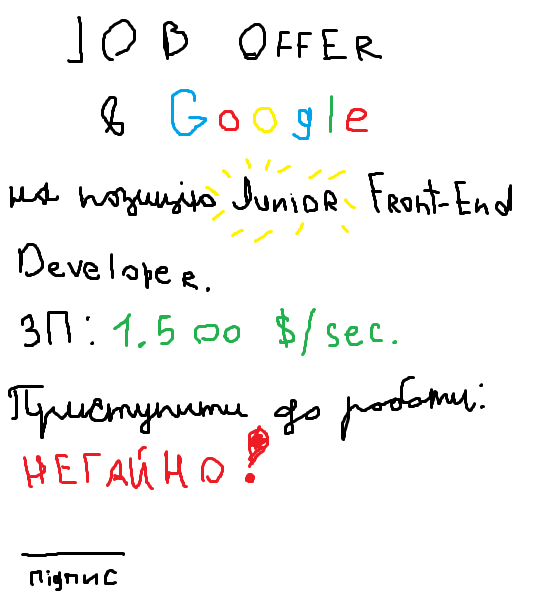 JOB OFFER
в Google
на позицію Junior Front-End
Developer.
ЗП: 1.500 $/sec.
Приступити до роботи:
НЕГАЙНО!
підпис